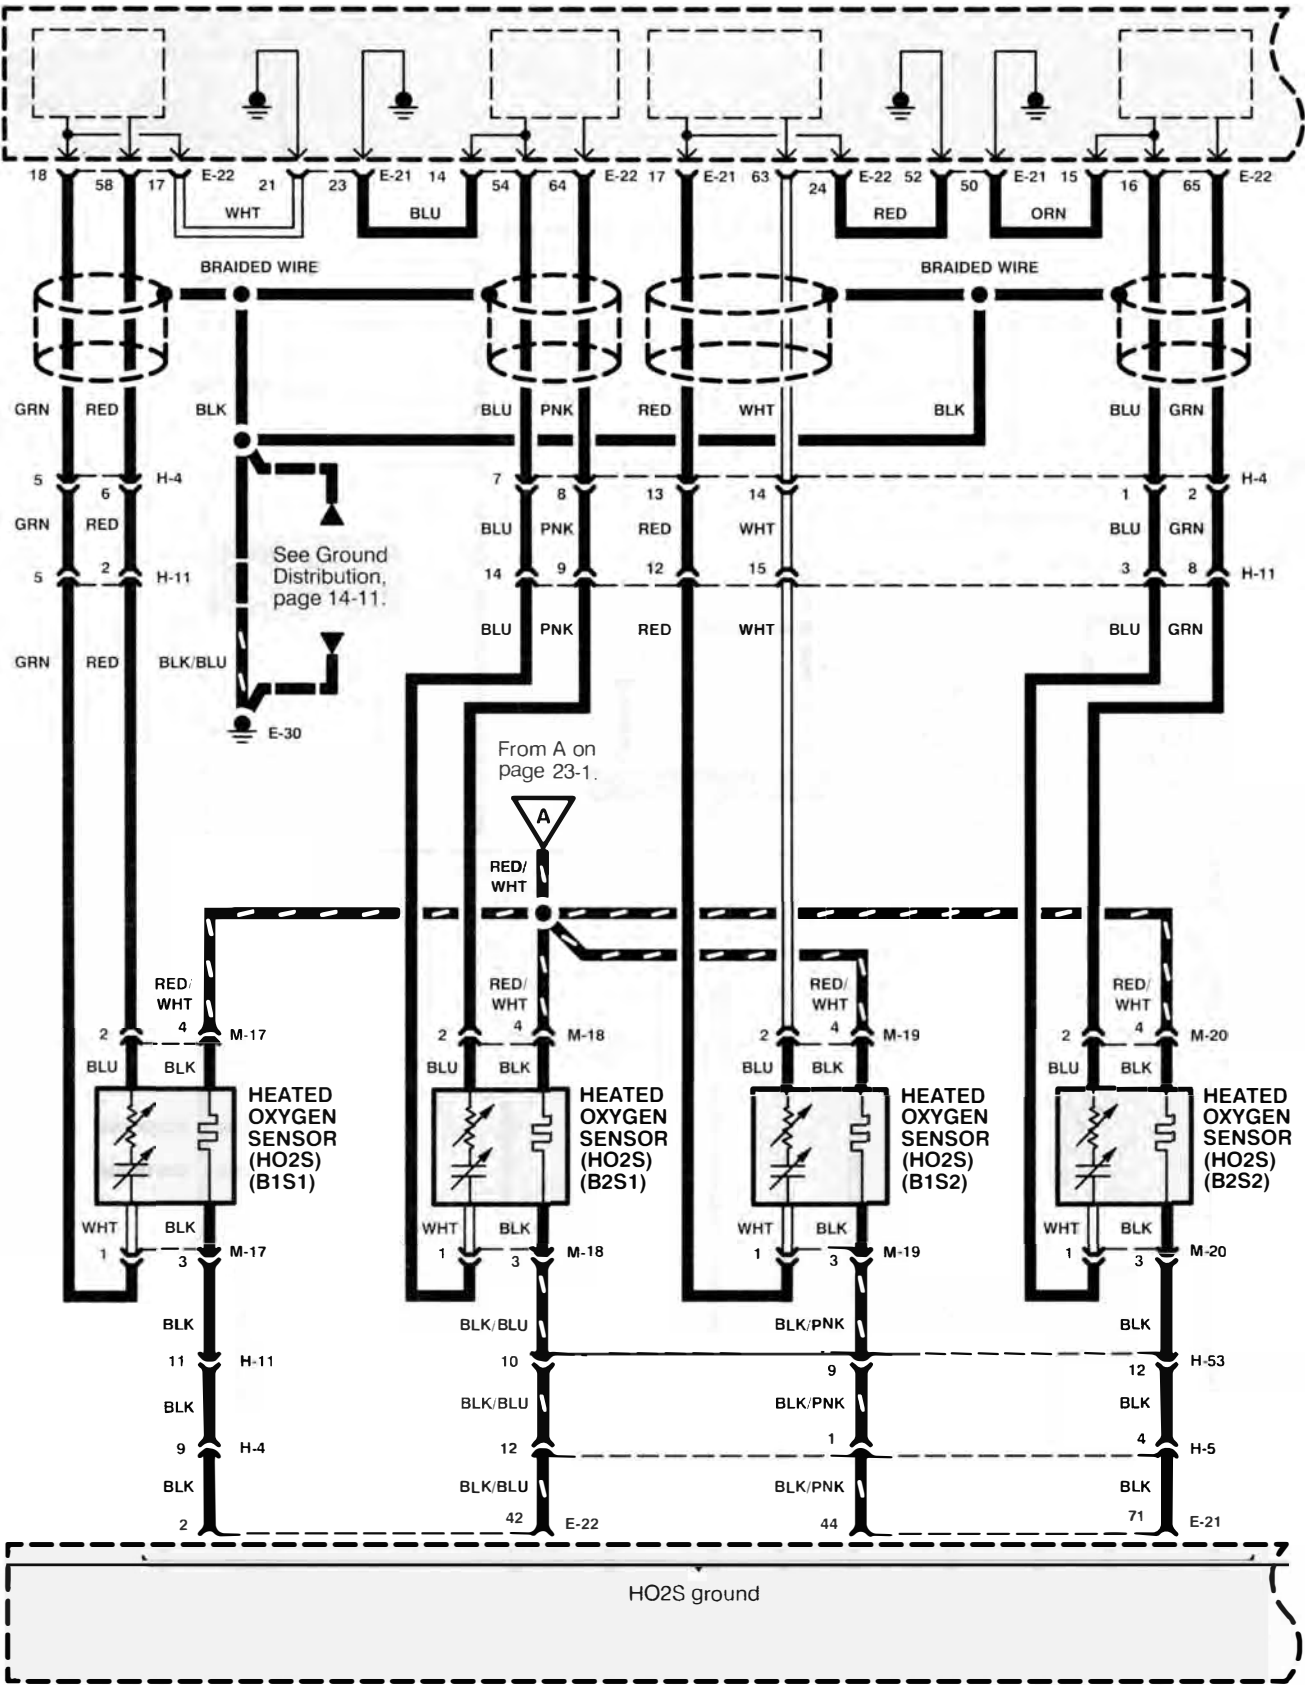 18 58 17 E-22 21 23 E-21 14 54 64 E-22 17 E-21 63 24 E-22 52 50 E-21 15 16 65 E-22
WHT BLU RED ORN
BRAIDED WIRE BRAIDED WIRE
GRN RED BLK BLU PNK RED WHT BLK BLU GRN
5 6 H-4 7 8 13 14 1 2 H-4
GRN RED BLU PNK RED WHT BLU GRN
See Ground
Distribution,
page 14-11.
5 2 H-11 14 9 12 15 3 8 H-11
BLU PNK RED WHT BLU GRN
GRN RED BLK/BLU
E-30
From A on
page 23-1.
A
RED/
WHT
RED/
WHT
RED/
WHT
RED/
WHT
RED/
WHT
2 4 M-17 2 4 M-18 2 4 M-19 2 4 M-20
BLU BLK BLU BLK BLU BLK BLU BLK
HEATED
OXYGEN
SENSOR
(HO2S)
(B1S1)
HEATED
OXYGEN
SENSOR
(HO2S)
(B2S1)
HEATED
OXYGEN
SENSOR
(HO2S)
(B1S2)
HEATED
OXYGEN
SENSOR
(HO2S)
(B2S2)
WHT BLK WHT BLK WHT BLK WHT BLK
1 3 M-17 1 3 M-18 1 3 M-19 1 3 M-20
BLK BLK/BLU BLK/PNK BLK
11 H-11 10 9 12 H-53
BLK BLK/BLU BLK/PNK BLK
9 H-4 12 1 4 H-5
BLK BLK/BLU BLK/PNK BLK
2 42 E-22 44 71 E-21
HO2S ground